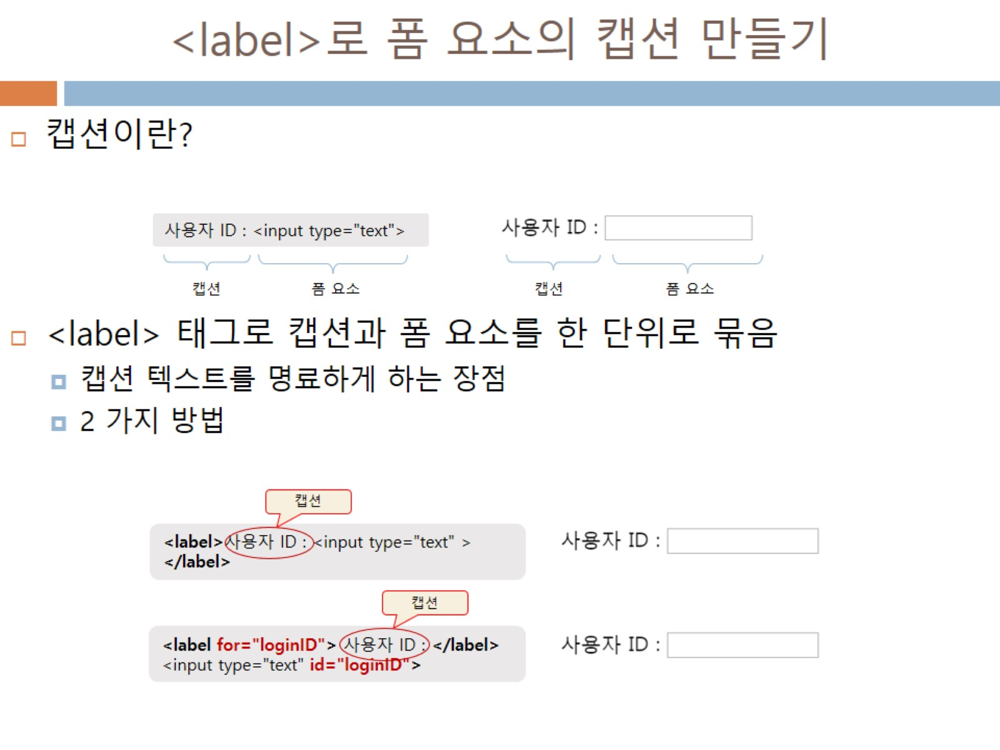 <label>로 폼 요소의 캡션 만들기
캡션이란?
사용자 ID : <input type="text">
사용자 ID :
캡션
폼 요소
캡션
폼 요소
<label> 태그로 캡션과 폼 요소를 한 단위로 묶음
캡션 텍스트를 명료하게 하는 장점
2 가지 방법
캡션
<label>사용자 ID : <input type="text" >
</label>
사용자 ID :
캡션
<label for="loginID"> 사용자 ID : </label>
<input type="text" id="loginID">
사용자 ID :